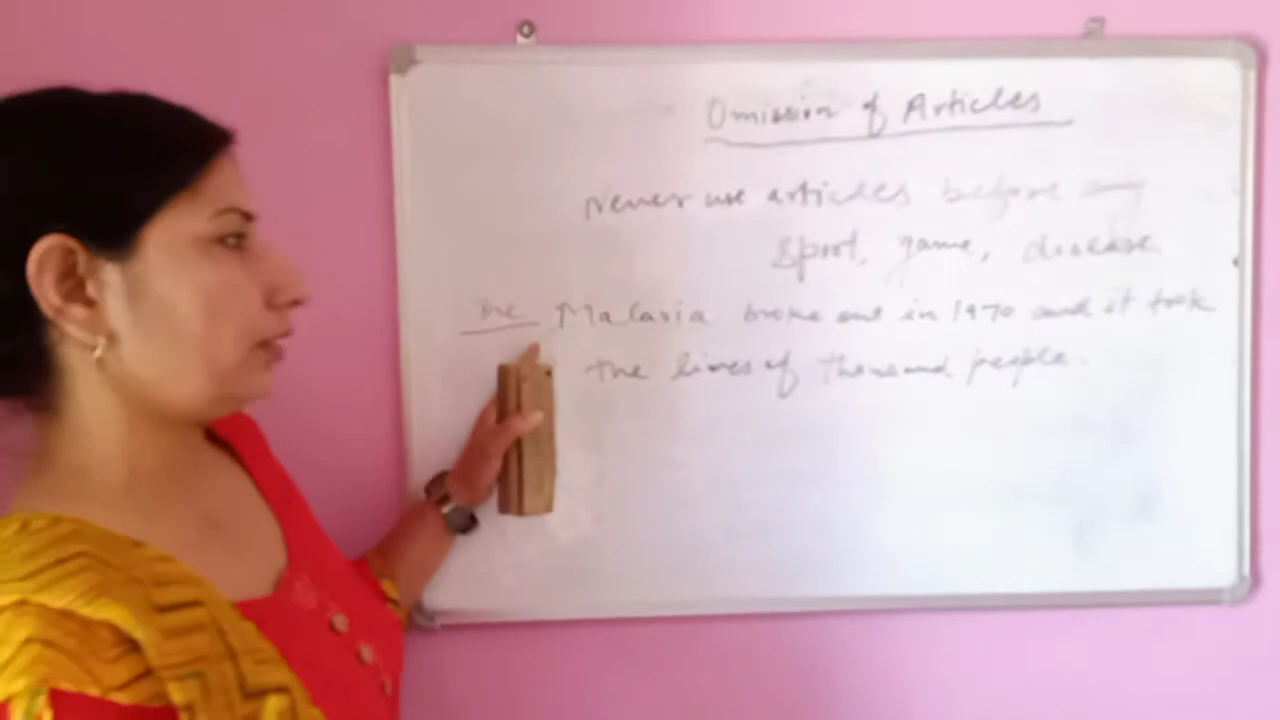 Omission of Articles
Never use articles before any
sport, game, disease.
The Malaria broke out in 1970 and it took
the lives of thousand people.